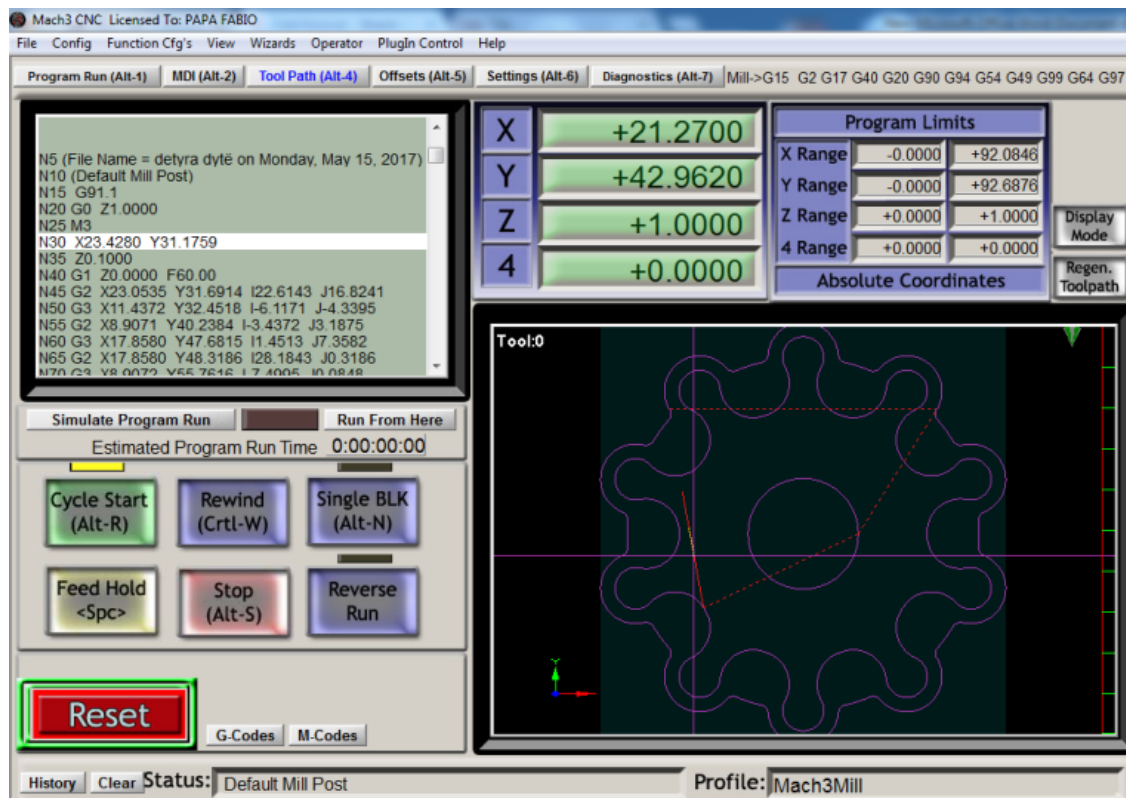 Mach3 CNC Licensed To: PAPA FABIO
File Config Function Cfg's View Wizards Operator PlugIn Control Help
Program Run (Alt-1) MDI (Alt-2) Tool Path (Alt-4) Offsets (Alt-5) Settings (Alt-6) Diagnostics (Alt-7) Mill->G15 G2 G17 G40 G20 G90 G94 G54 G49 G99 G64 G97
N5 (File Name = detyra dytë on Monday, May 15, 2017)
N10 (Default Mill Post)
N15 G91.1
N20 G0 Z1.0000
N25 M3
N30 X23.4280 Y31.1759
N35 Z0.1000
N40 G1 Z0.0000 F60.00
N45 G2 X23.0535 Y31.6914 I22.6143 J16.8241
N50 G3 X11.4372 Y32.4518 I-6.1171 J-4.3395
N55 G2 X8.9071 Y40.2384 I-3.4372 J3.1875
N60 G3 X17.8580 Y47.6815 I1.4513 J7.3582
N65 G2 X17.8580 Y48.3186 I28.1843 J0.3186
N70 G3 X8.9072 Y55.7616 I-7.4995 J0.0848
X +21.2700
Y +42.9620
Z +1.0000
4 +0.0000
Program Limits
X Range -0.0000 +92.0846
Y Range -0.0000 +92.6876
Z Range +0.0000 +1.0000
4 Range +0.0000 +0.0000
Absolute Coordinates
Display
Mode
Regen.
Toolpath
Tool:0
Simulate Program Run Run From Here
Estimated Program Run Time 0:00:00:00
Cycle Start
(Alt-R)
Rewind
(Crtl-W)
Single BLK
(Alt-N)
Feed Hold
<Spc>
Stop
(Alt-S)
Reverse
Run
Reset
G-Codes M-Codes
Y
History Clear Status: Default Mill Post Profile: Mach3Mill